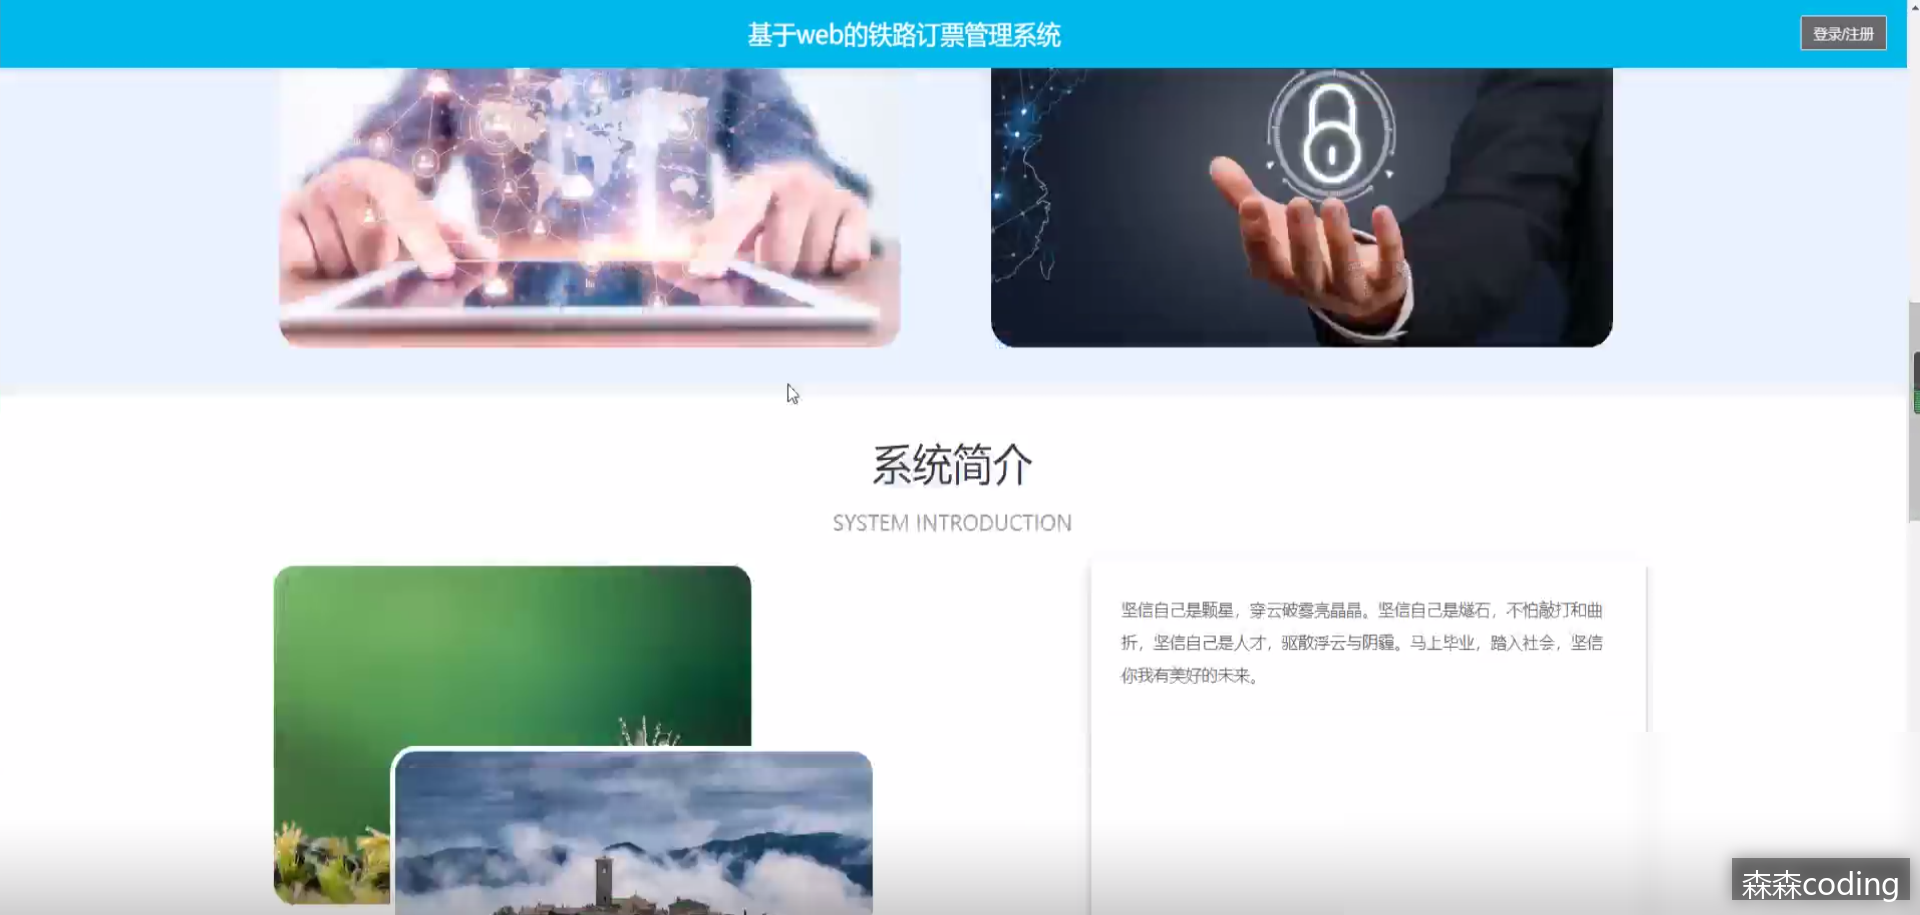 基于web的铁路订票管理系统
登录/注册
系统简介
SYSTEM INTRODUCTION
坚信自己是颗星，穿云破雾亮晶晶。坚信自己是燧石，不怕敲打和曲
折，坚信自己是人才，驱散浮云与阴霾。马上毕业，踏入社会，坚信
你我有美好的未来。
森森coding